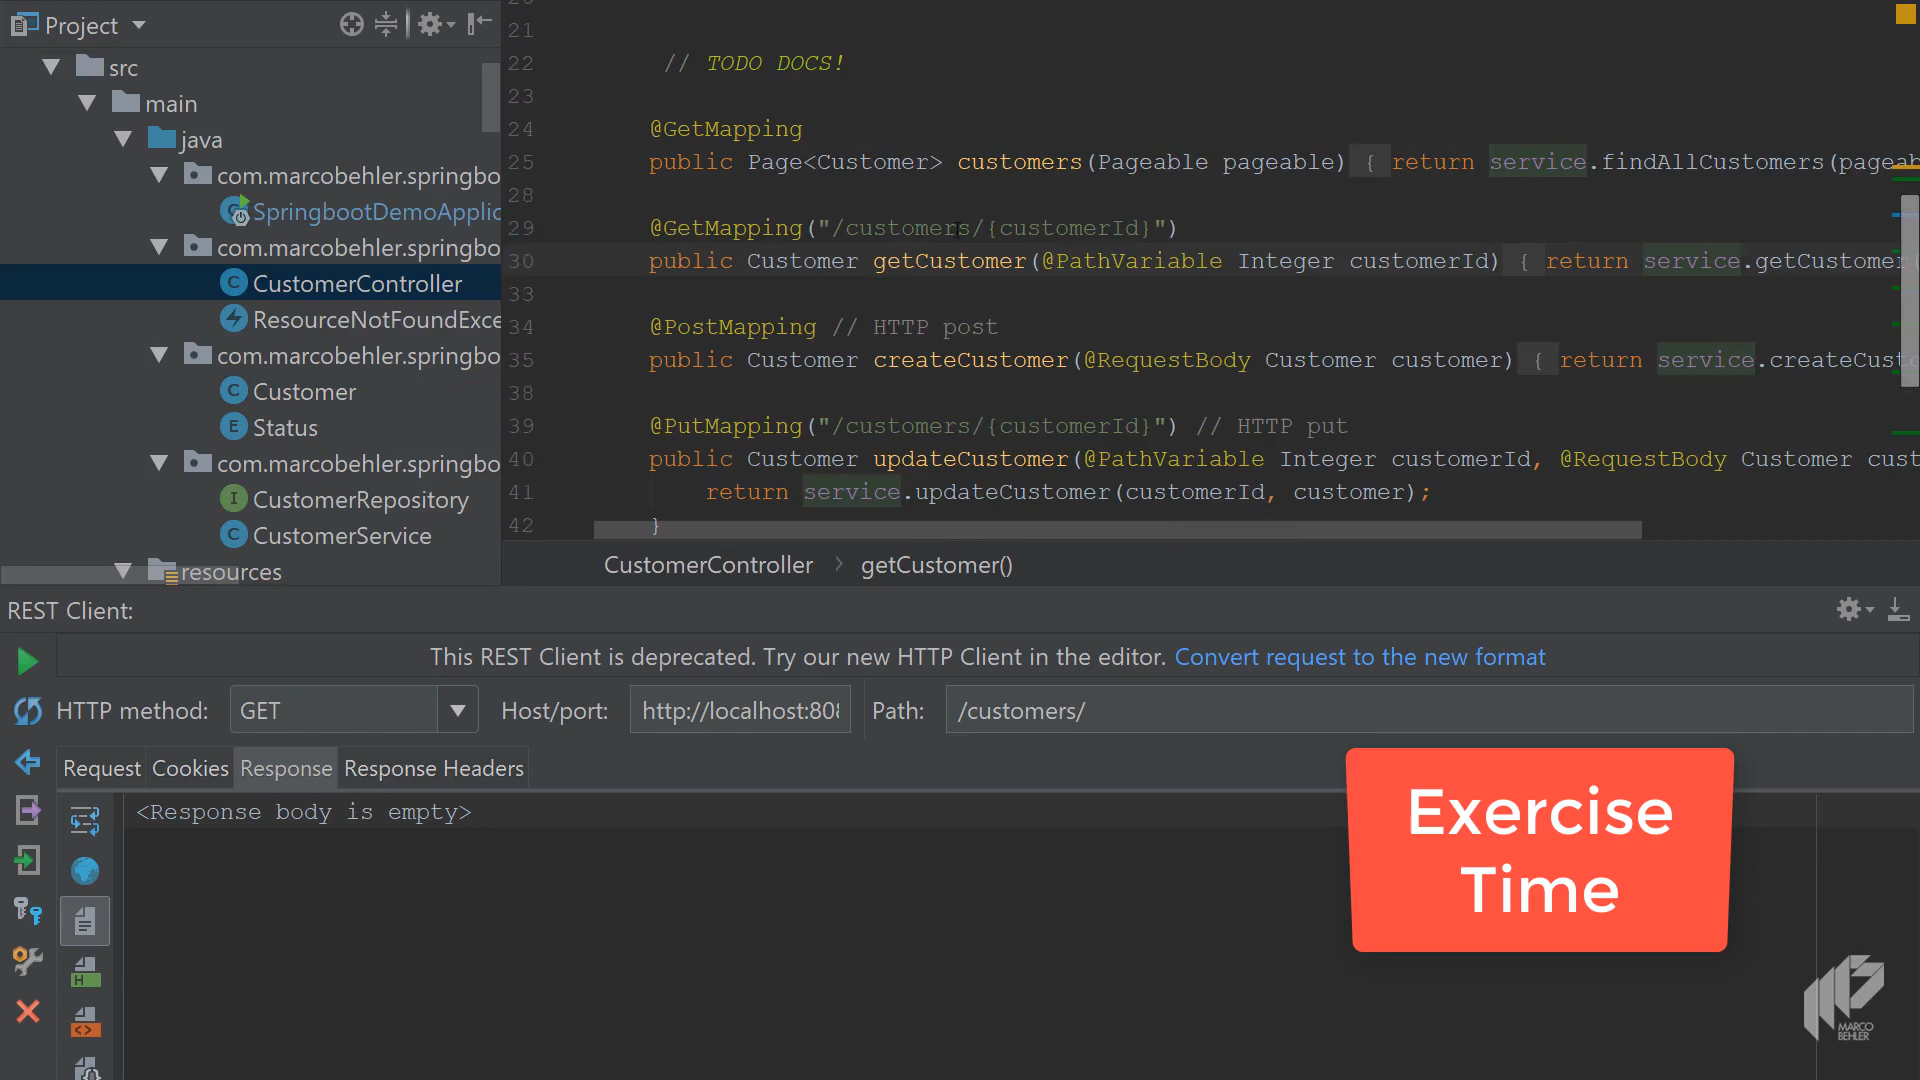 Project
src
main
java
com.marcobehler.springbo
SpringbootDemoApplic
com.marcobehler.springbo
CustomerController
ResourceNotFoundExce
com.marcobehler.springbo
Customer
Status
com.marcobehler.springbo
CustomerRepository
CustomerService
resources
21
22 // TODO DOCS!
23
24 @GetMapping
25 public Page<Customer> customers(Pageable pageable) { return service.findAllCustomers(pageab
28
29 @GetMapping("/customers/{customerId}")
30 public Customer getCustomer(@PathVariable Integer customerId) { return service.getCustomer(
33
34 @PostMapping // HTTP post
35 public Customer createCustomer(@RequestBody Customer customer) { return service.createCusto
38
39 @PutMapping("/customers/{customerId}") // HTTP put
40 public Customer updateCustomer(@PathVariable Integer customerId, @RequestBody Customer cust
41 return service.updateCustomer(customerId, customer);
42 }
CustomerController > getCustomer()
REST Client:
This REST Client is deprecated. Try our new HTTP Client in the editor. Convert request to the new format
HTTP method: GET Host/port: http://localhost:808 Path: /customers/
Request Cookies Response Response Headers
<Response body is empty>
Exercise
Time
MARCO
BEHLER